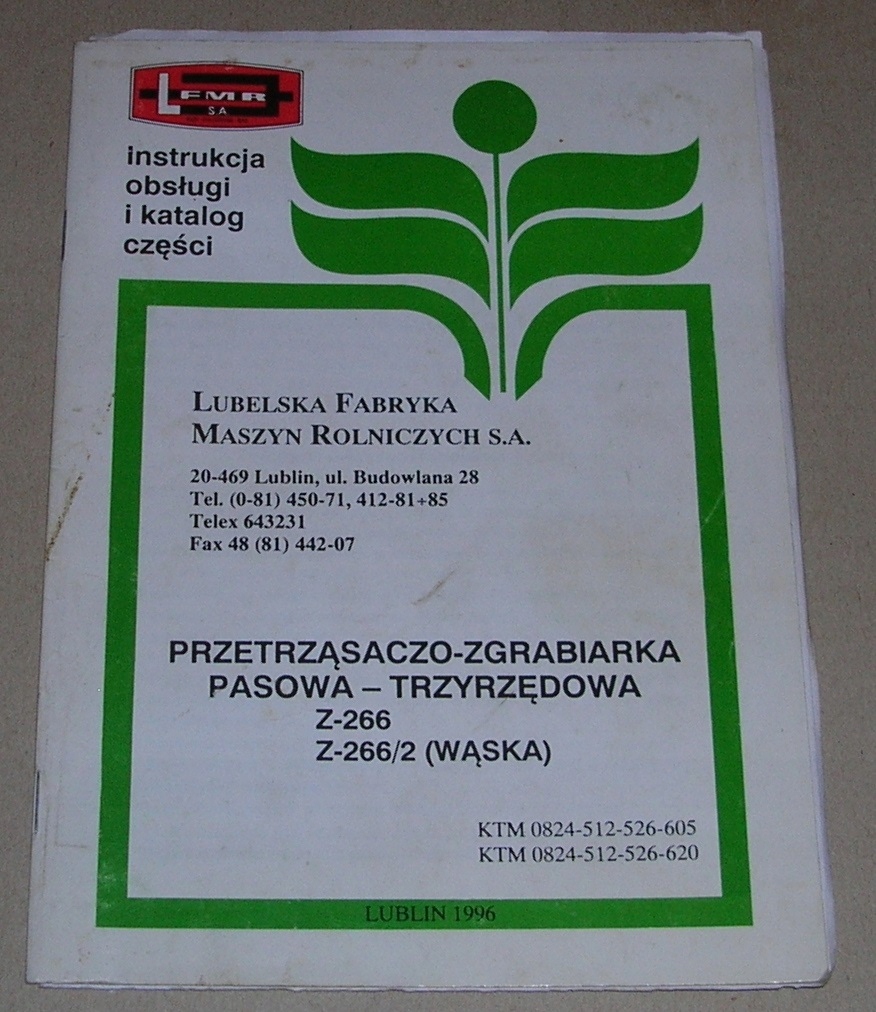 LFMR
S.A.
instrukcja
obsługi
i katalog
części
LUBELSKA FABRYKA
MASZYN ROLNICZYCH S.A.
20-469 Lublin, ul. Budowlana 28
Tel. (0-81) 450-71, 412-81÷85
Telex 643231
Fax 48 (81) 442-07
PRZETRZĄSACZO-ZGRABIARKA
PASOWA – TRZYRZĘDOWA
Z-266
Z-266/2 (WĄSKA)
KTM 0824-512-526-605
KTM 0824-512-526-620
LUBLIN 1996